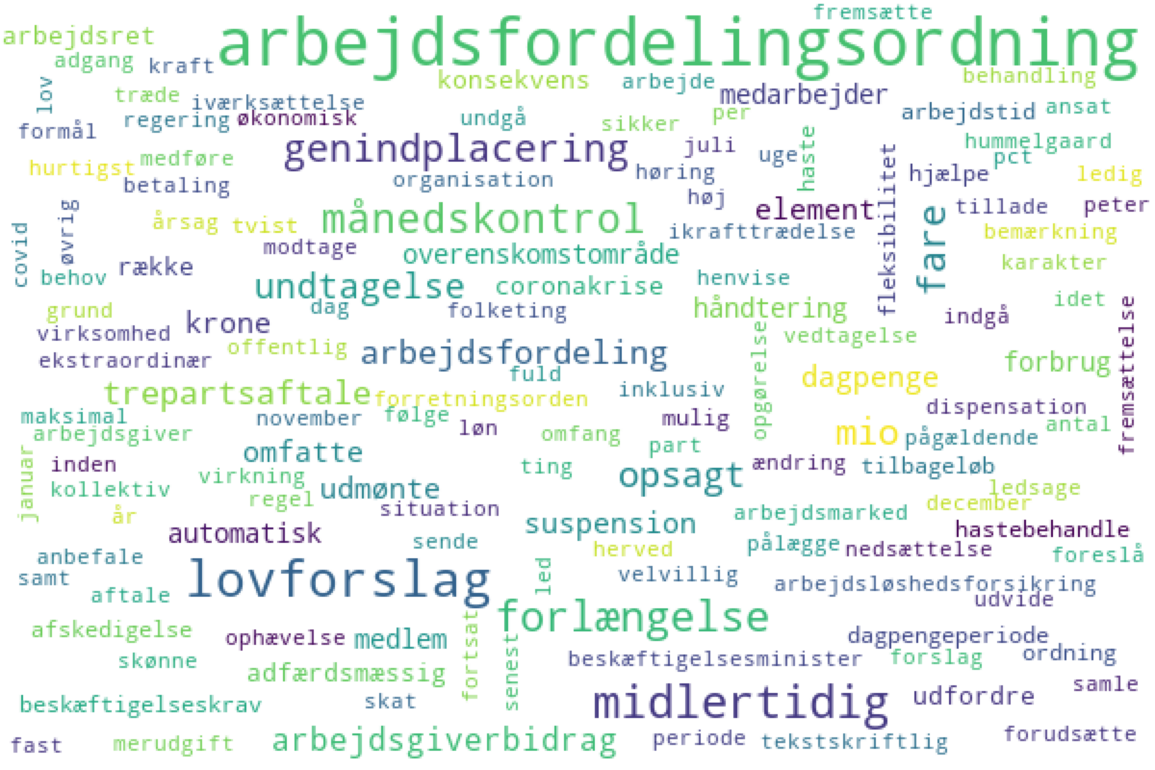 fremsætte
arbejdsret
arbejdsfordelingsordning
adgang
kraft
konsekvens
arbejde
behandling
lov
træde
iværksættelse
medarbejder
formål
regering
økonomisk
undgå
sikker
per
arbejdstid
ansat
hurtigst
medføre
genindplacering
juli
uge
haste
fleksibilitet
hummelgaard
pct
betaling
organisation
høring
høj
hjælpe
ledig
covid
øvrig
årsag
tvist
månedskontrol
element
fare
tillade
peter
modtage
ikrafttrædelse
bemærkning
behov
række
overenskomstområde
karakter
undtagelse
coronakrise
henvise
håndtering
idet
grund
dag
folketing
indgå
virksomhed
krone
vedtagelse
fremsættelse
ekstraordinær
offentlig
arbejdsfordeling
opgørelse
forbrug
trepartsaftale
fuld
inklusiv
dagpenge
forretningsorden
maksimal
november
følge
løn
mulig
dispensation
arbejdsgiver
omfang
mio
pågældende
antal
januar
inden
omfatte
part
ting
ændring
tilbageløb
kollektiv
virkning
regel
udmønte
opsagt
ledsage
år
situation
december
automatisk
suspension
arbejdsmarked
hastebehandle
anbefale
sende
herved
pålægge
nedsættelse
foreslå
samt
lovforslag
led
velvillig
arbejdsløshedsforsikring
aftale
udvide
afskedigelse
ophævelse
medlem
fortsat
forlængelse
dagpengeperiode
skønne
adfærdsmæssig
senest
beskæftigelsesminister
forslag
ordning
beskæftigelseskrav
skat
midlertidig
udfordre
samle
fast
merudgift
arbejdsgiverbidrag
periode
tekstskriftlig
forudsætte